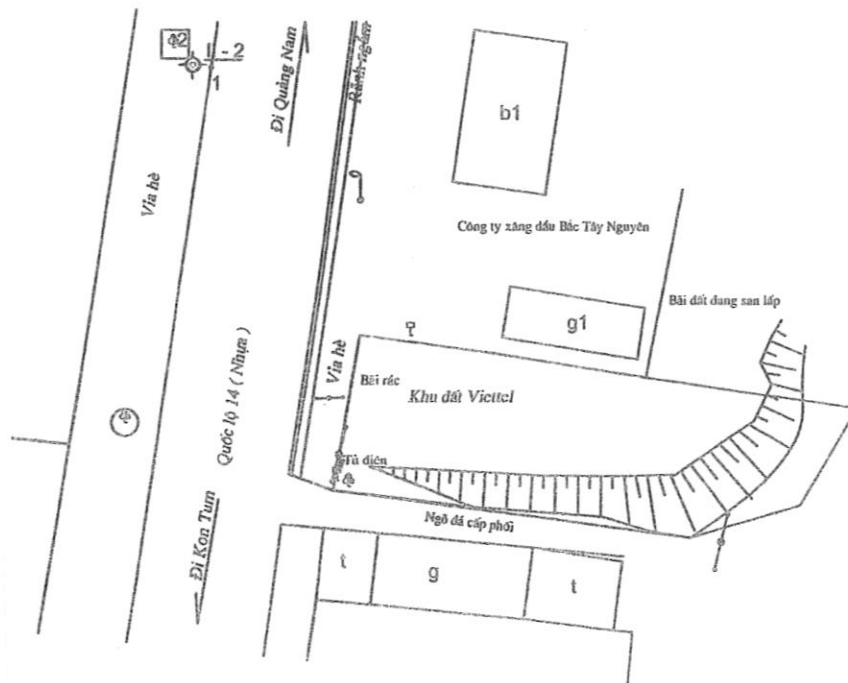 2
I - 2
1
Đi Quảng Nam
Rãnh ngầm
Vỉa hè
b1
Công ty xăng dầu Bắc Tây Nguyên
Bãi đất đang san lấp
g1
Vỉa hè
Bãi rác
Khu đất Viettel
Quốc lộ 14 ( Nhựa )
Tủ điện
Ngõ đá cấp phối
Đi Kon Tum
t
g
t